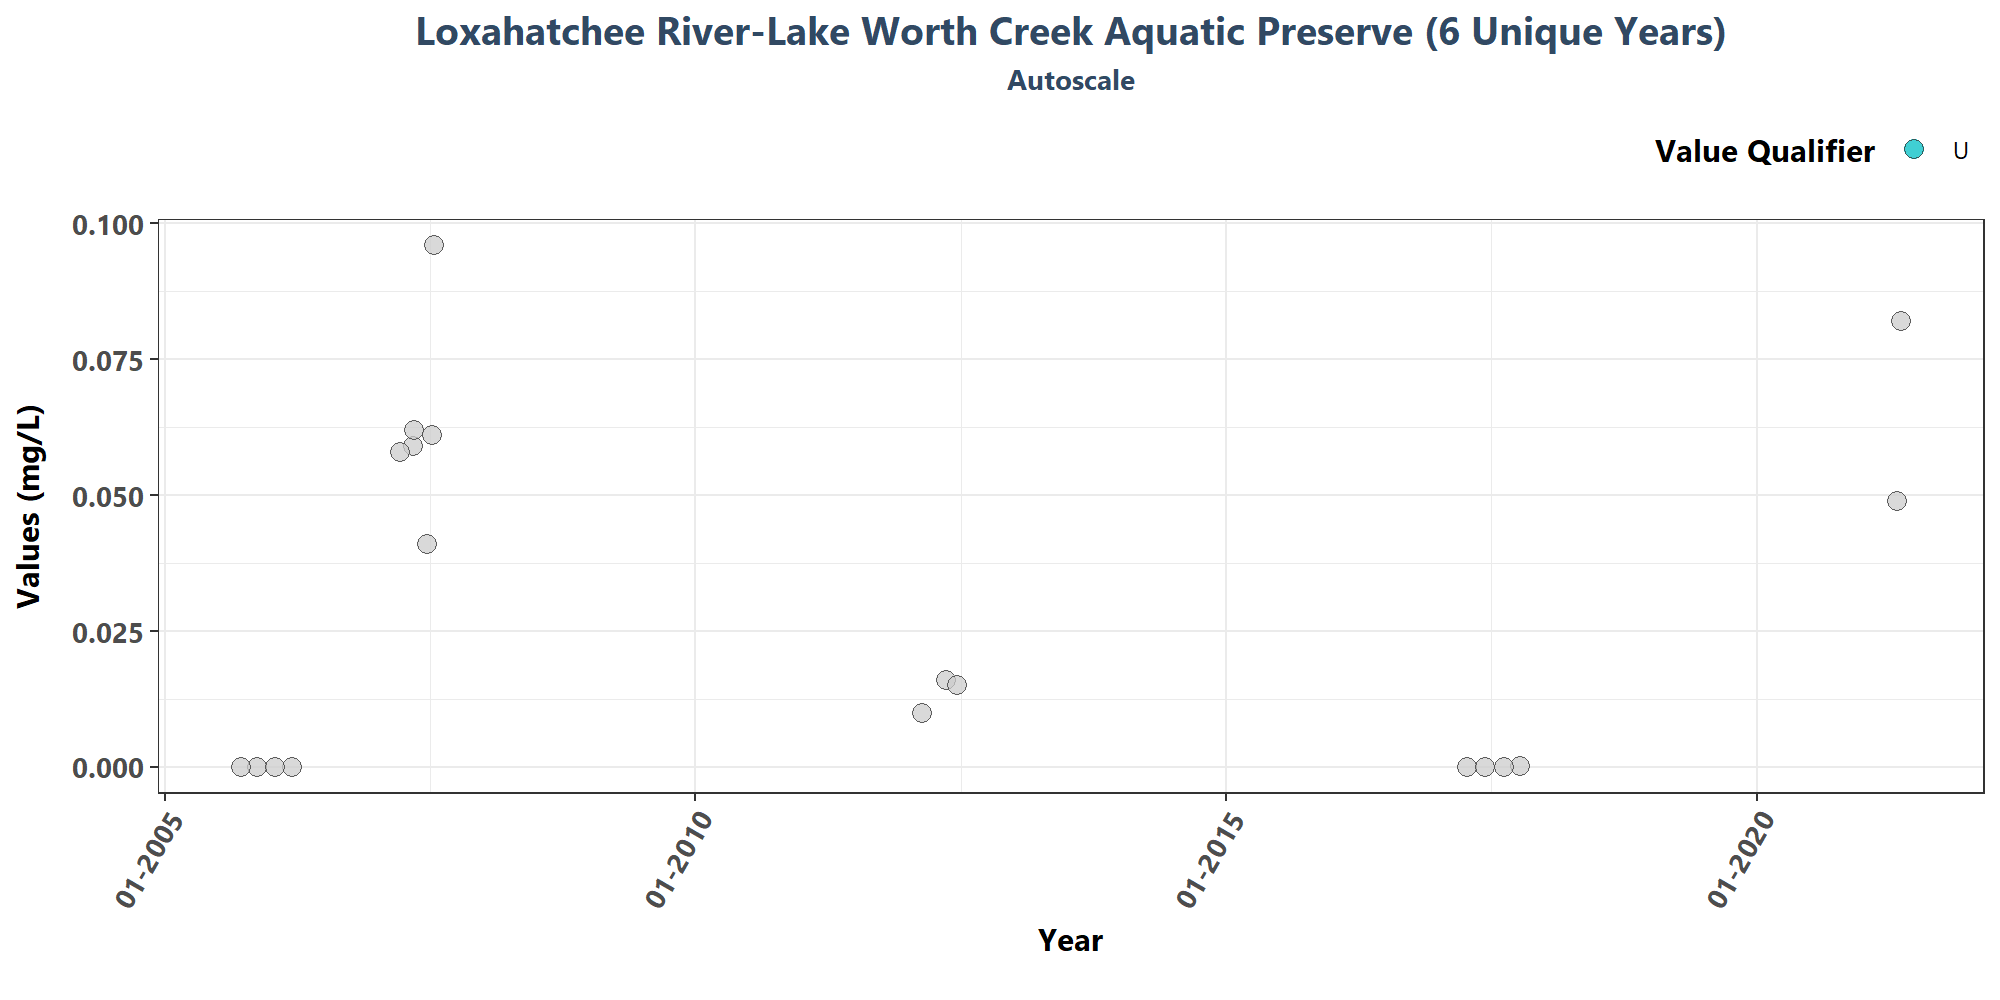 Loxahatchee River-Lake Worth Creek Aquatic Preserve (6 Unique Years)
Autoscale
Value Qualifier U
0.100
0.075
0.050
0.025
0.000
Values (mg/L)
01-2005
01-2010
01-2015
01-2020
Year